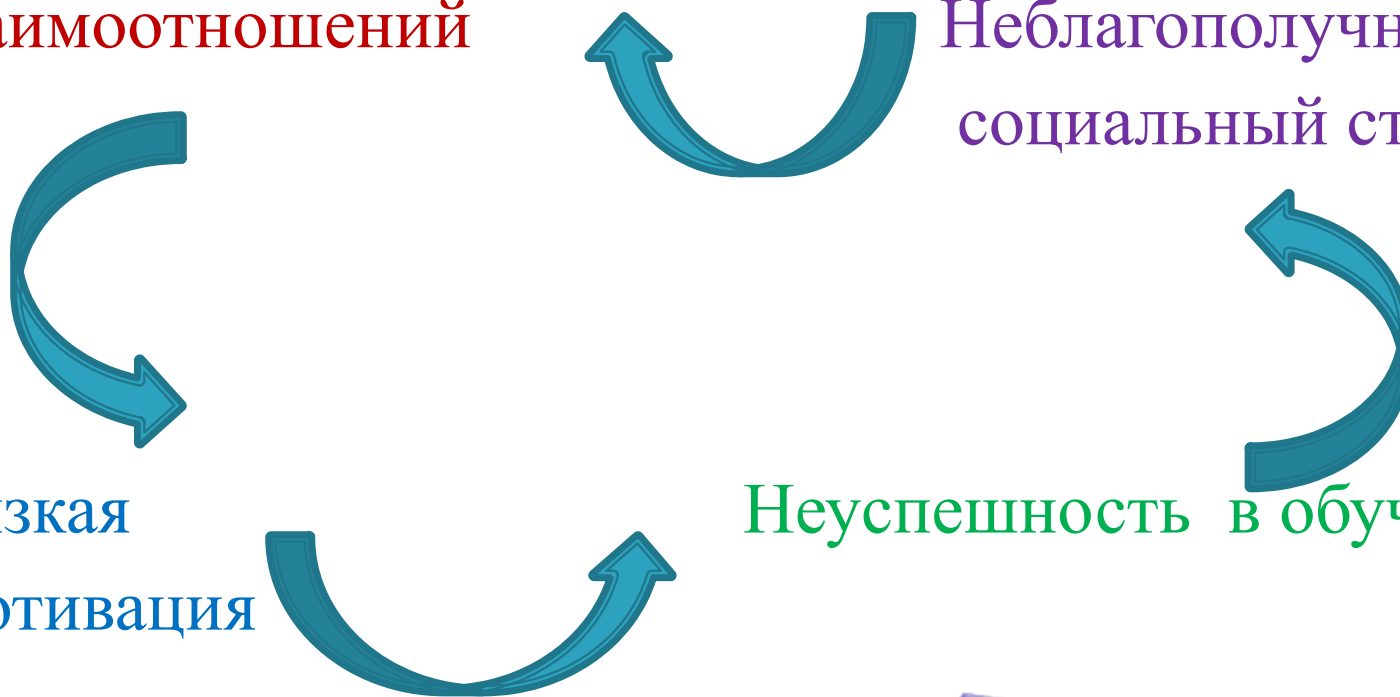 аимоотношений
Неблагополучн
социальный ст
зкая
Неуспешность в обуч
отивация